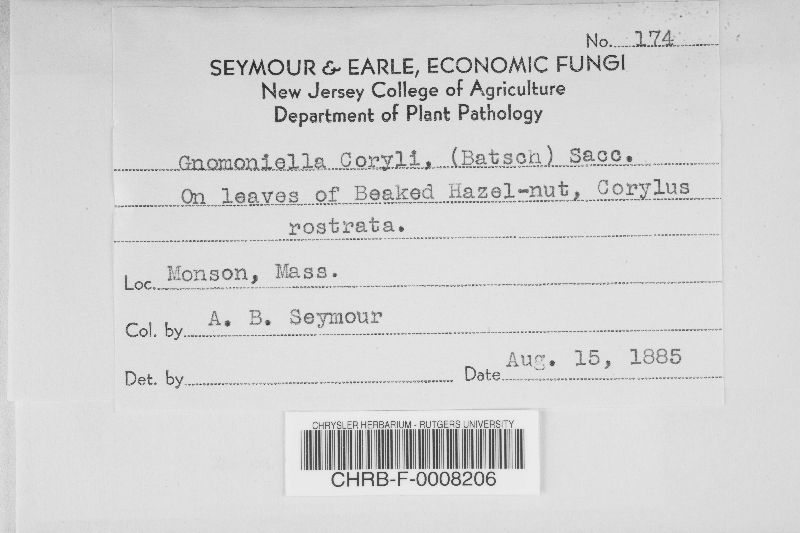 No. 174
SEYMOUR & EARLE, ECONOMIC FUNGI
New Jersey College of Agriculture
Department of Plant Pathology
Gnomoniella Coryli, (Batsch) Sacc.
On leaves of Beaked Hazel-nut, Corylus
rostrata.
Loc. Monson, Mass.
Col. by A. B. Seymour
Det. by Date Aug. 15, 1885
CHRYSLER HERBARIUM - RUTGERS UNIVERSITY
CHRB-F-0008206